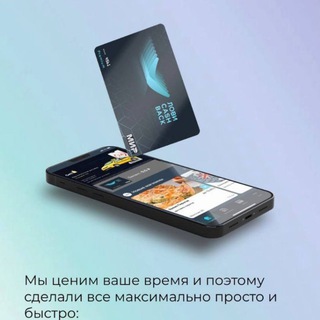 ЛОВИ
CASH
BACK
МИР
Мы ценим ваше время и поэтому
сделали все максимально просто и
быстро: